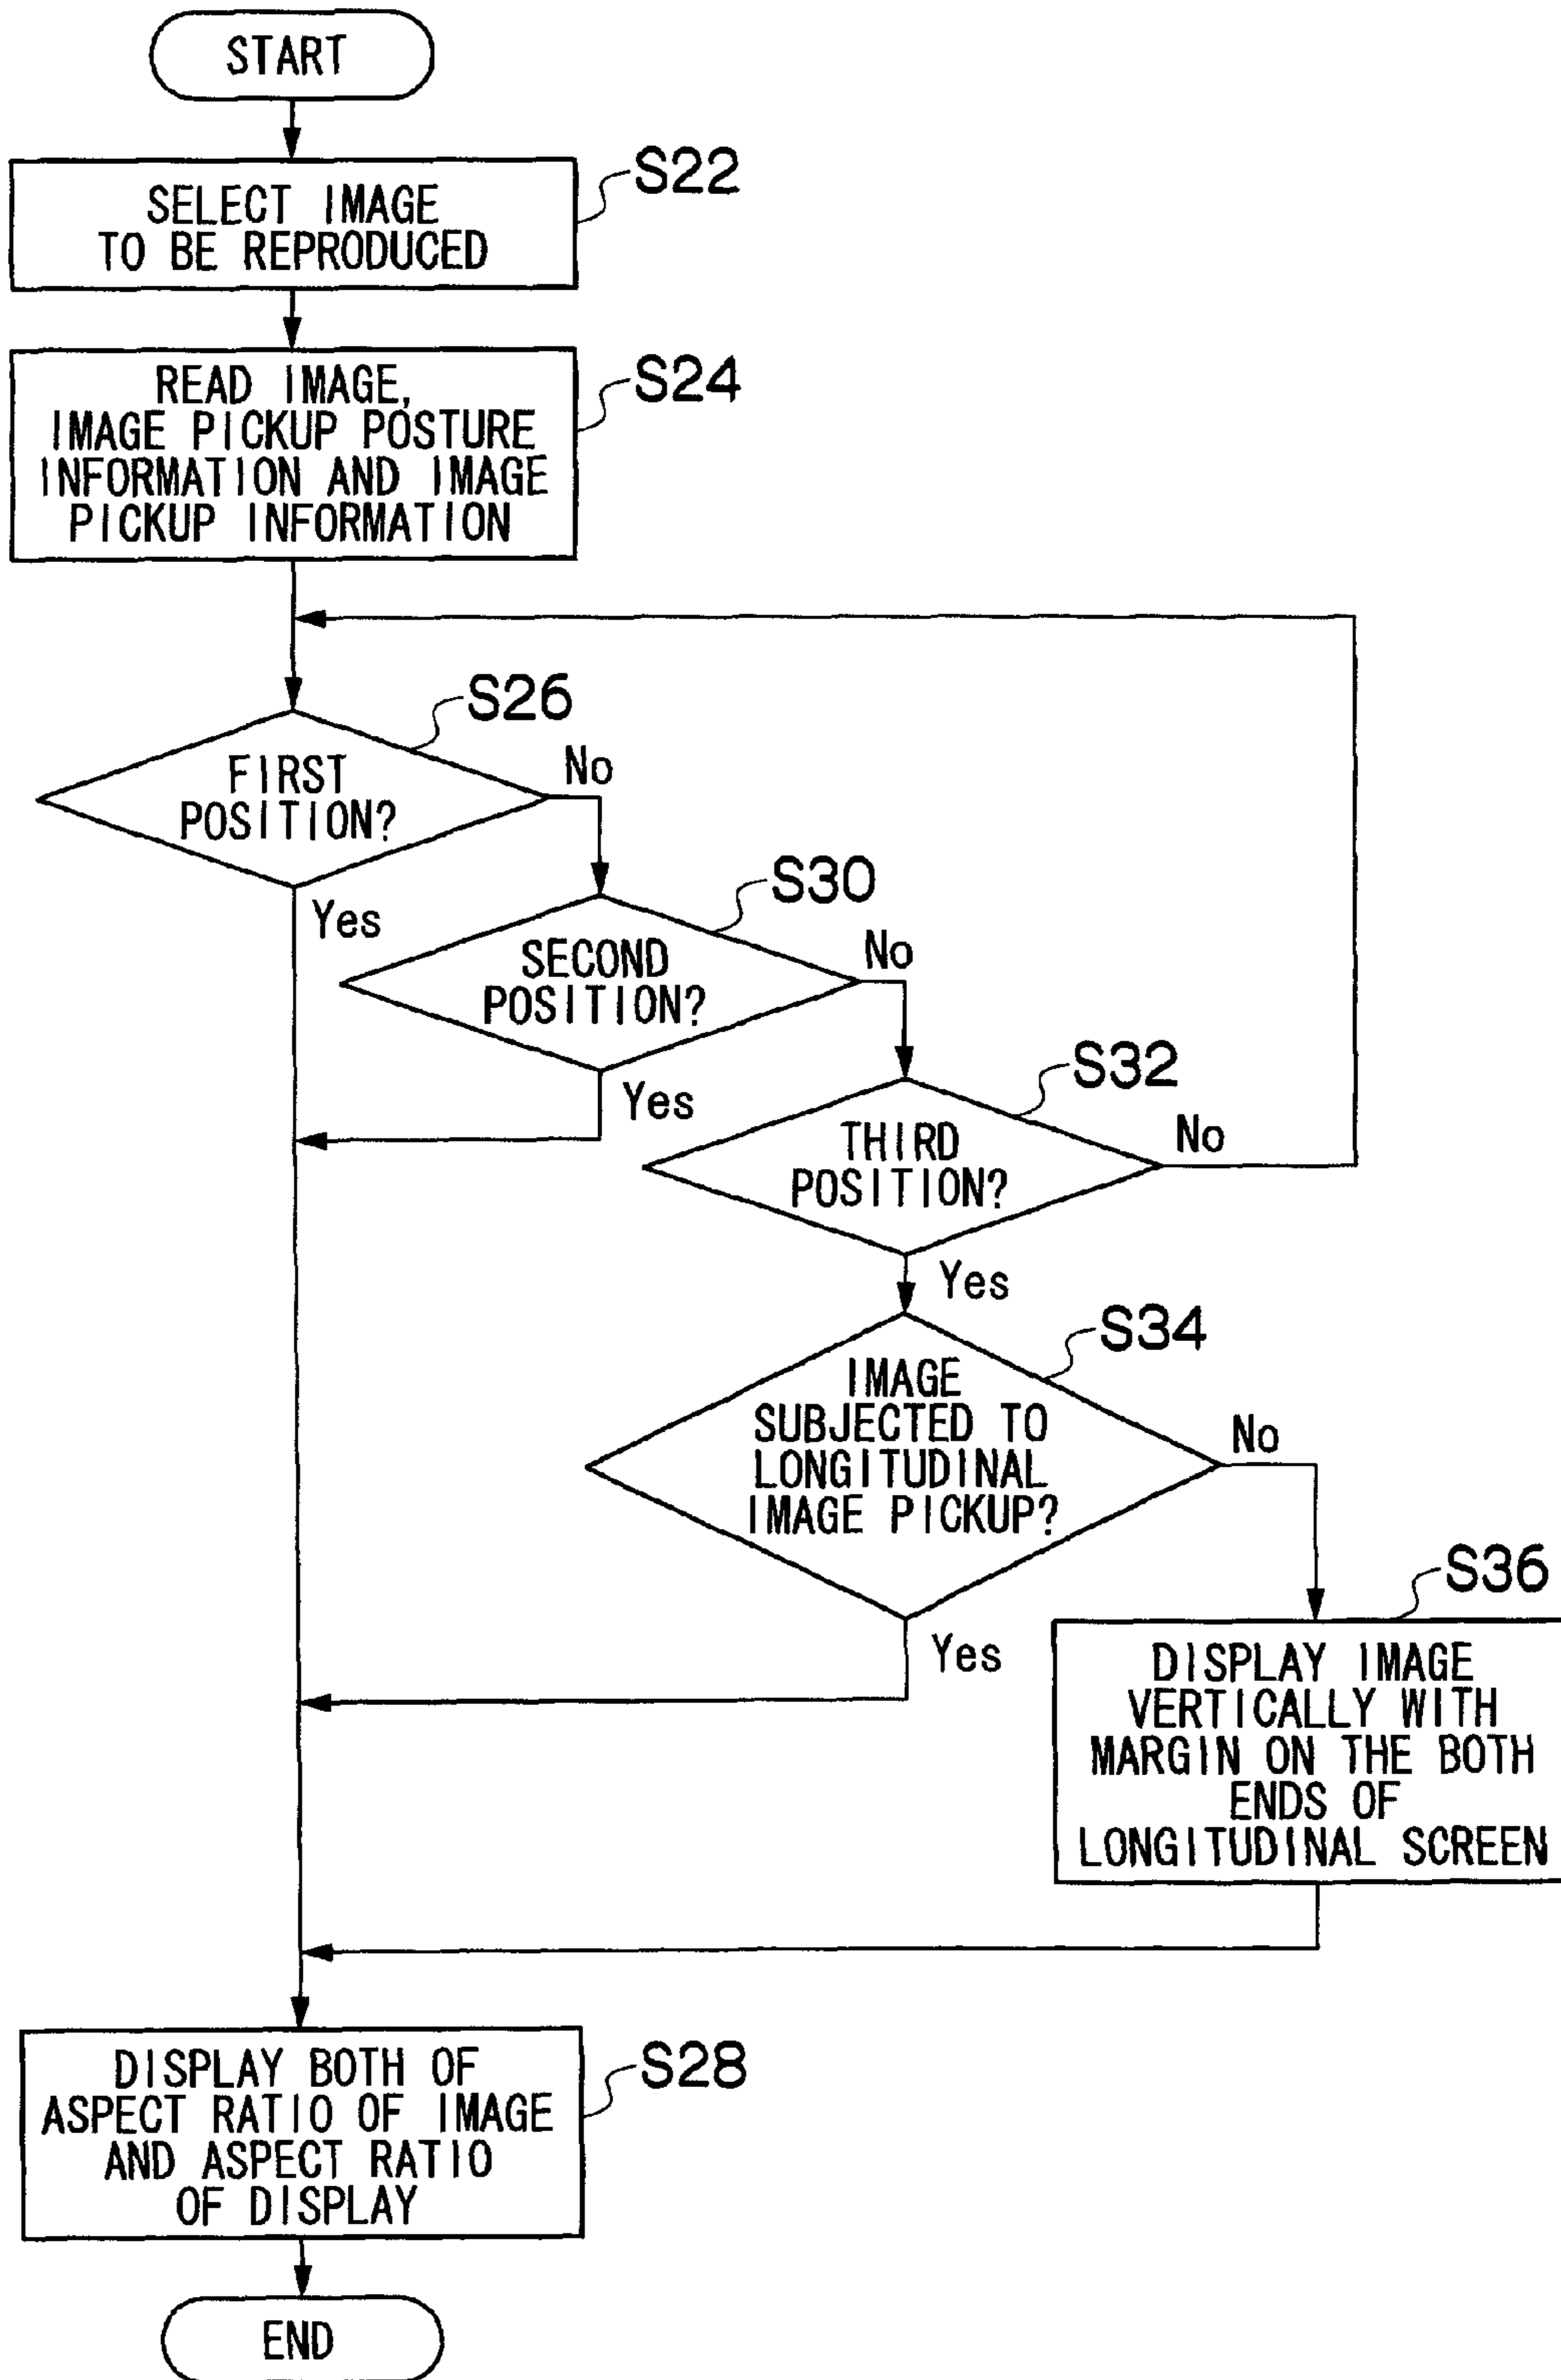 START
S22
SELECT IMAGE
TO BE REPRODUCED
S24
READ IMAGE,
IMAGE PICKUP POSTURE
INFORMATION AND IMAGE
PICKUP INFORMATION
S26
FIRST
POSITION?
No
Yes
S30
SECOND
POSITION?
No
Yes
S32
THIRD
POSITION?
No
Yes
S34
IMAGE
SUBJECTED TO
LONGITUDINAL
IMAGE PICKUP?
No
Yes
S36
DISPLAY IMAGE
VERTICALLY WITH
MARGIN ON THE BOTH
ENDS OF
LONGITUDINAL SCREEN
S28
DISPLAY BOTH OF
ASPECT RATIO OF IMAGE
AND ASPECT RATIO
OF DISPLAY
END